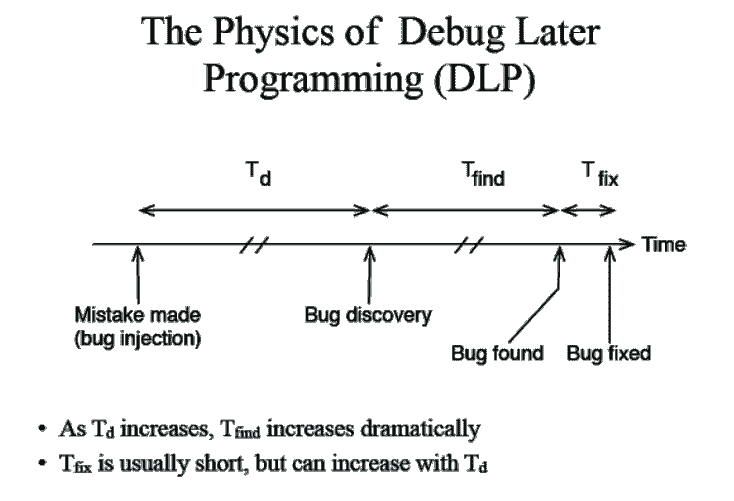 The Physics of Debug Later
Programming (DLP)
Td Tfind Tfix
Time
Mistake made
(bug injection)
Bug discovery
Bug found
Bug fixed
• As Td increases, Tfind increases dramatically
• Tfix is usually short, but can increase with Td